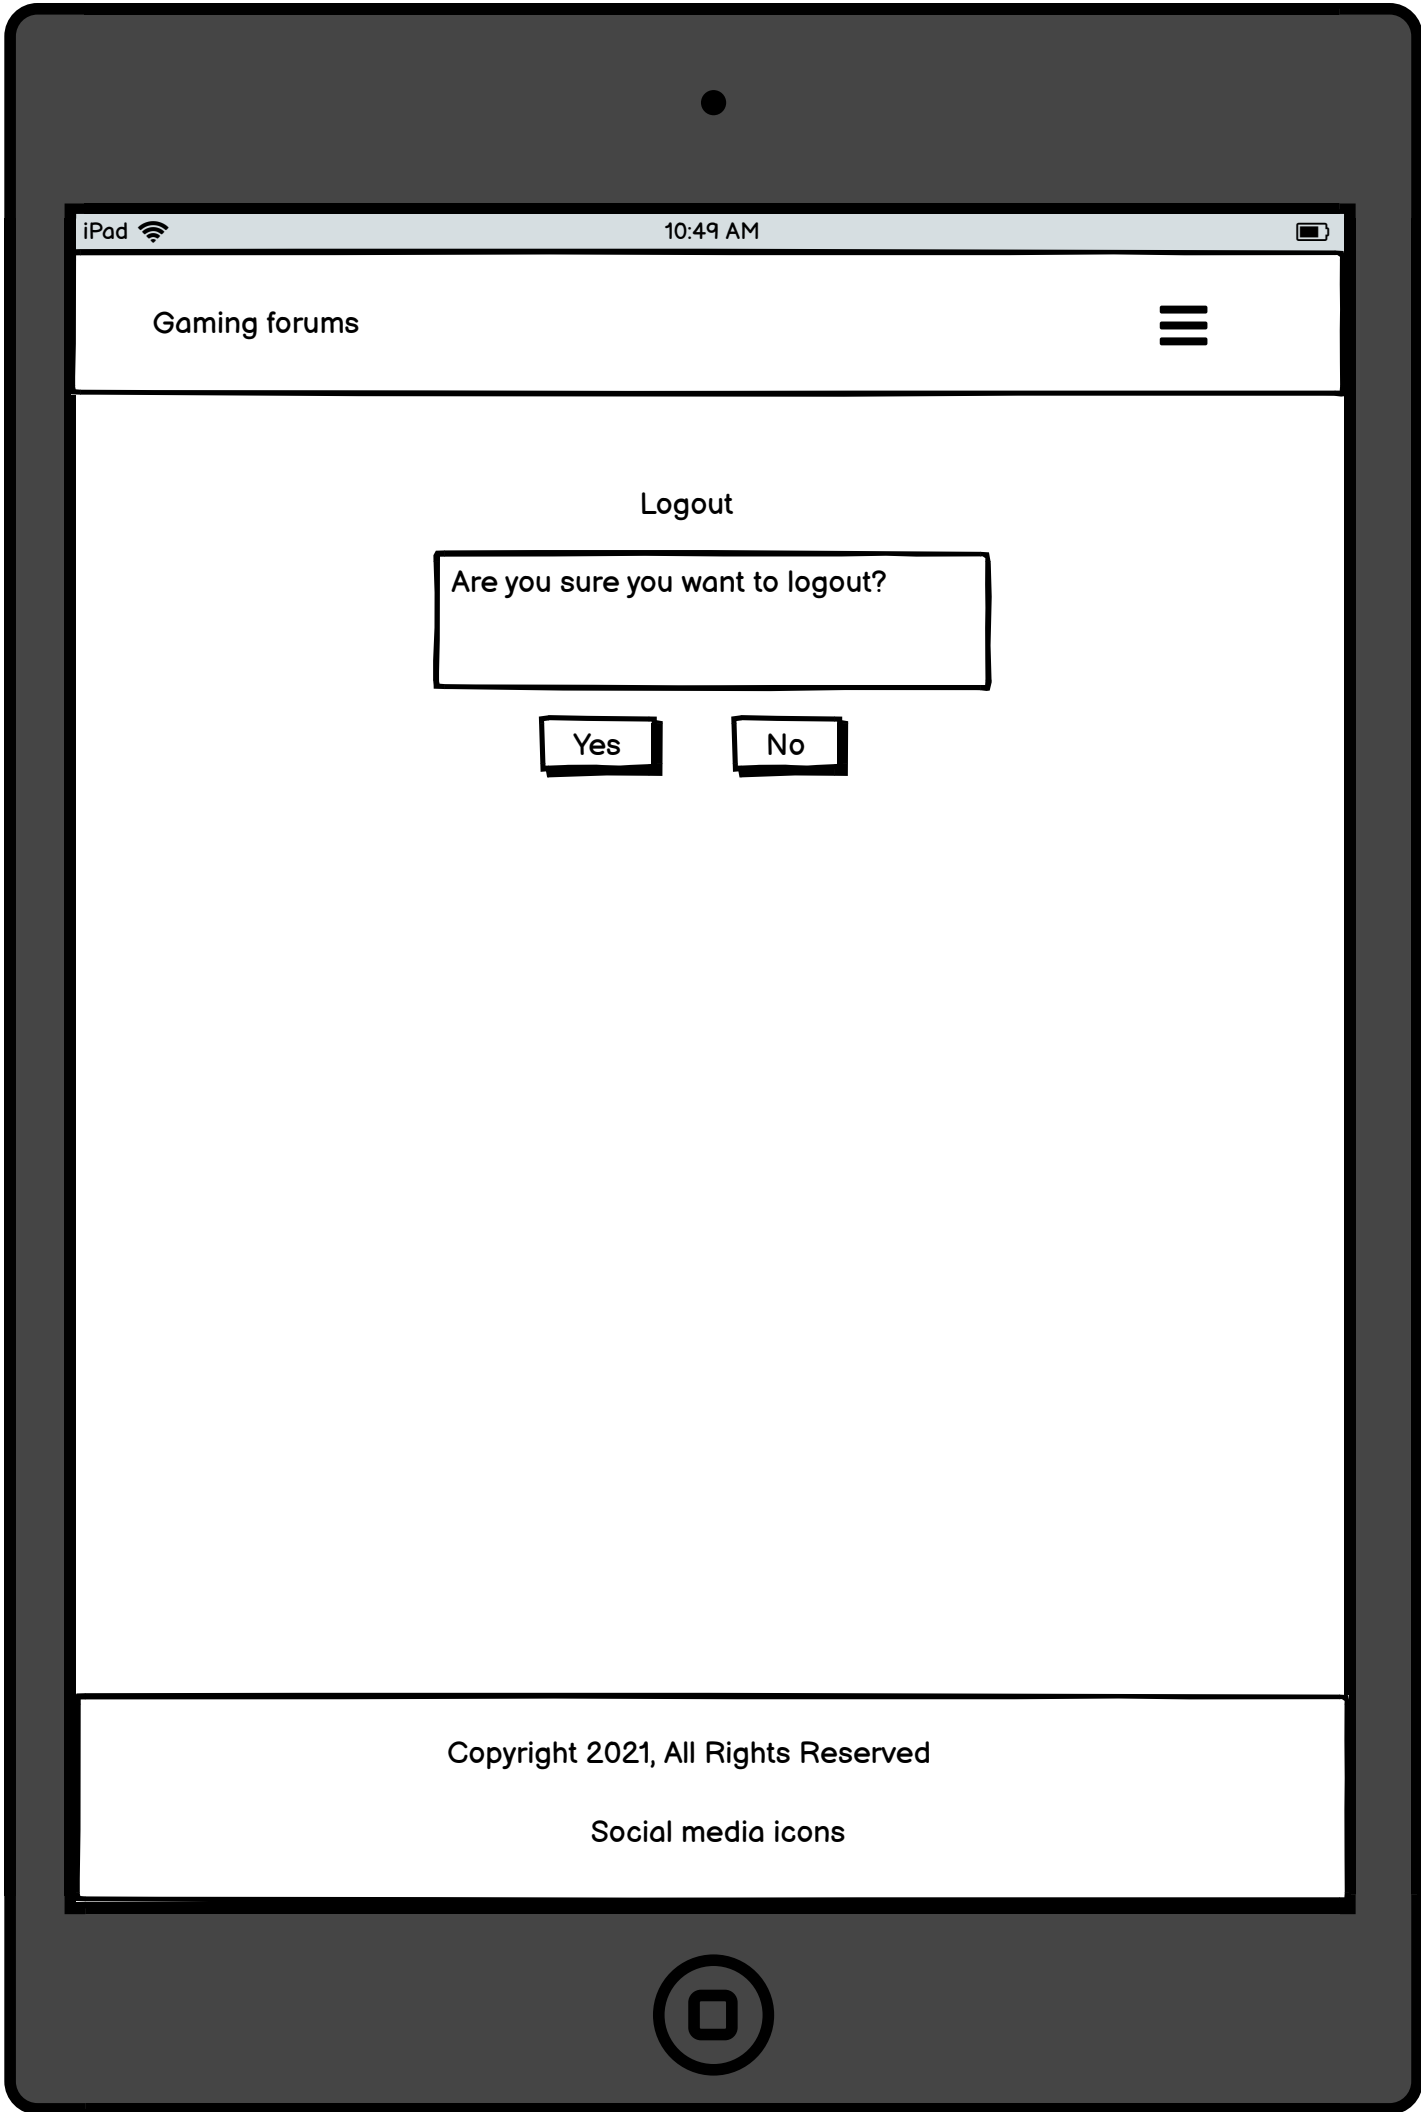 iPad
10:49 AM
Gaming forums
Logout
Are you sure you want to logout?
Yes
No
Copyright 2021, All Rights Reserved
Social media icons